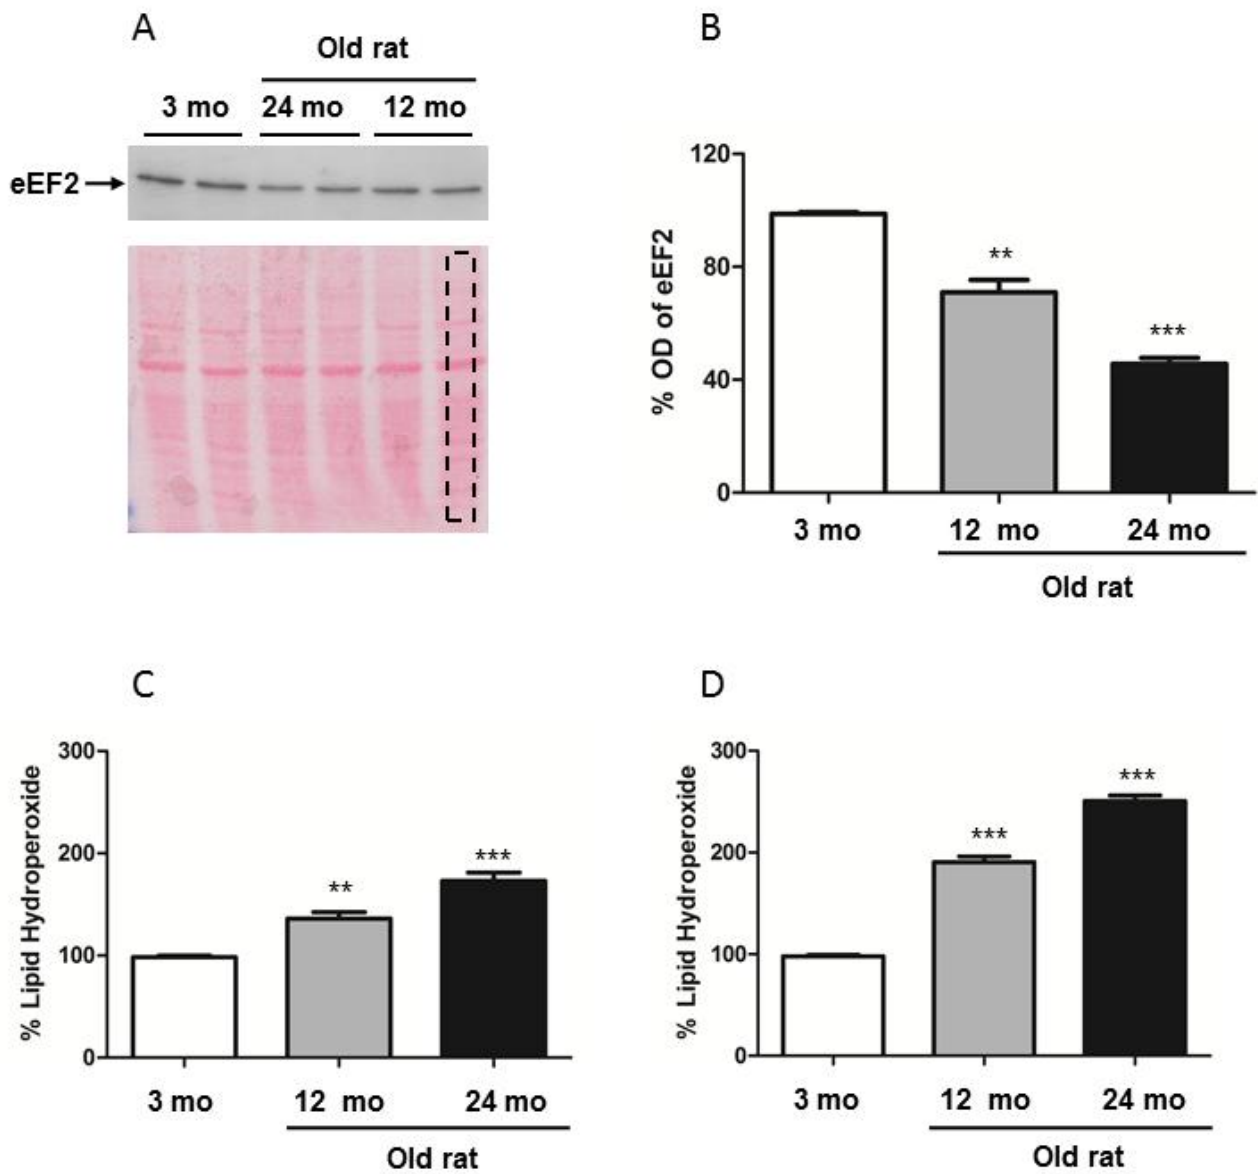 A
Old rat
3 mo 24 mo 12 mo
eEF2
B
% OD of eEF2
120
80
40
0
**
***
3 mo 12 mo 24 mo
Old rat
C
% Lipid Hydroperoxide
300
200
100
0
**
***
3 mo 12 mo 24 mo
Old rat
D
% Lipid Hydroperoxide
300
200
100
0
***
***
3 mo 12 mo 24 mo
Old rat